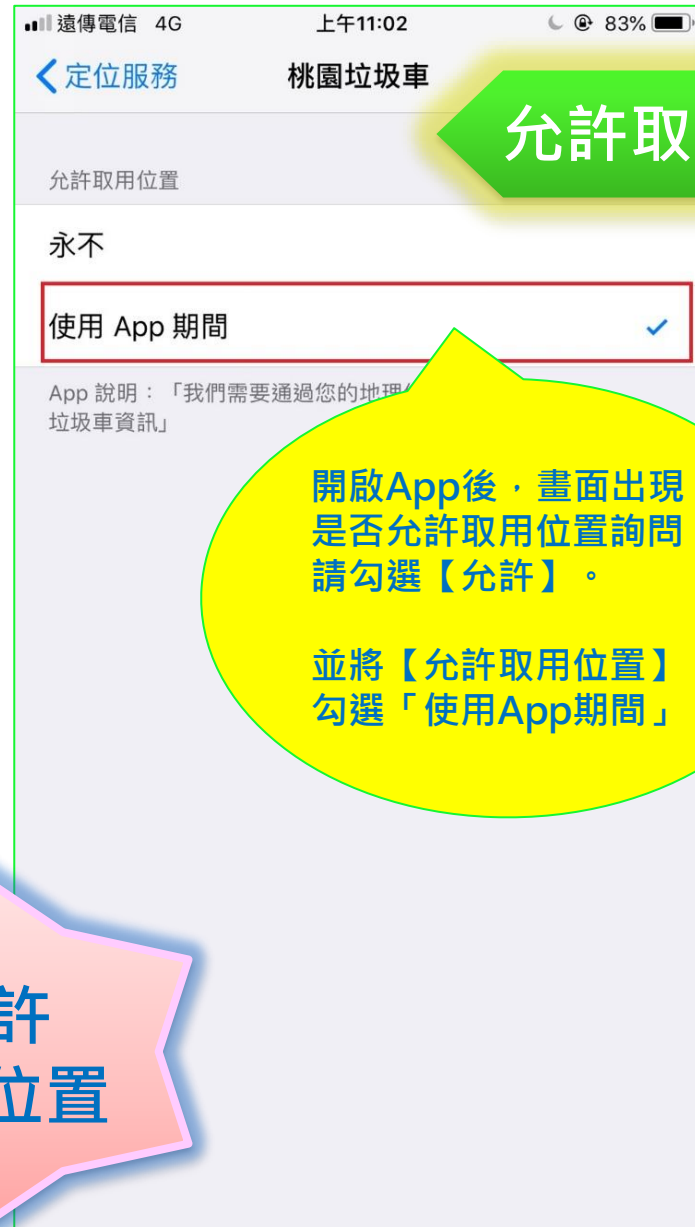 遠傳電信 4G 上午11:02 83%
定位服務 桃園垃圾車
允許取
允許取用位置
永不
使用 App 期間
App 說明：「我們需要通過您的地理
垃圾車資訊」
開啟App後，畫面出現
是否允許取用位置詢問
請勾選【允許】。
並將【允許取用位置】
勾選「使用App期間」
許
位置